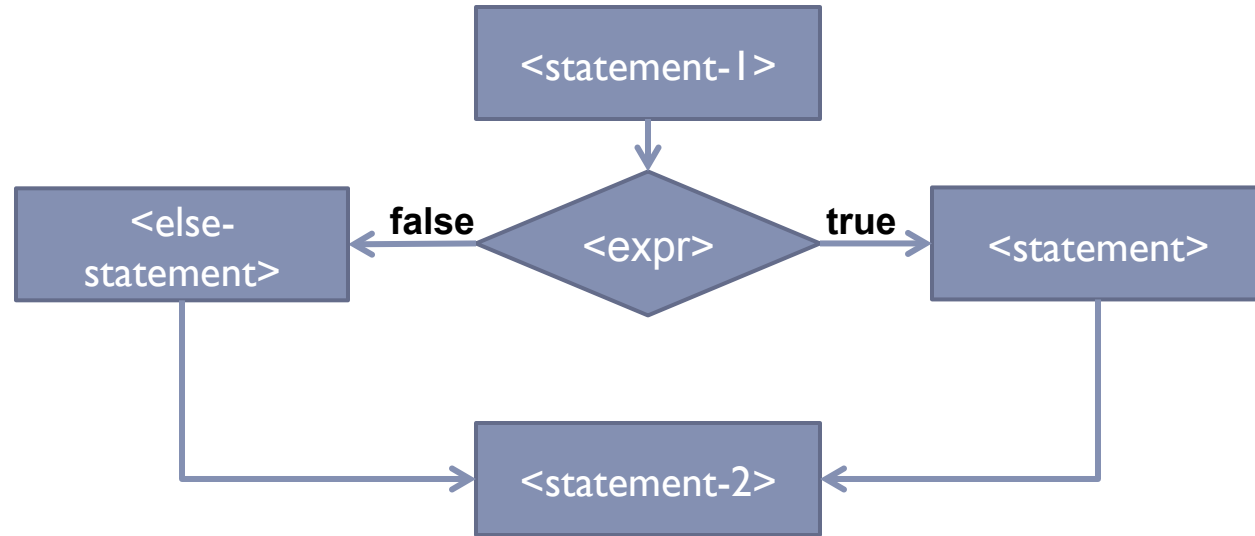 <statement-1>
<else-
statement>
false
<expr>
true
<statement>
<statement-2>